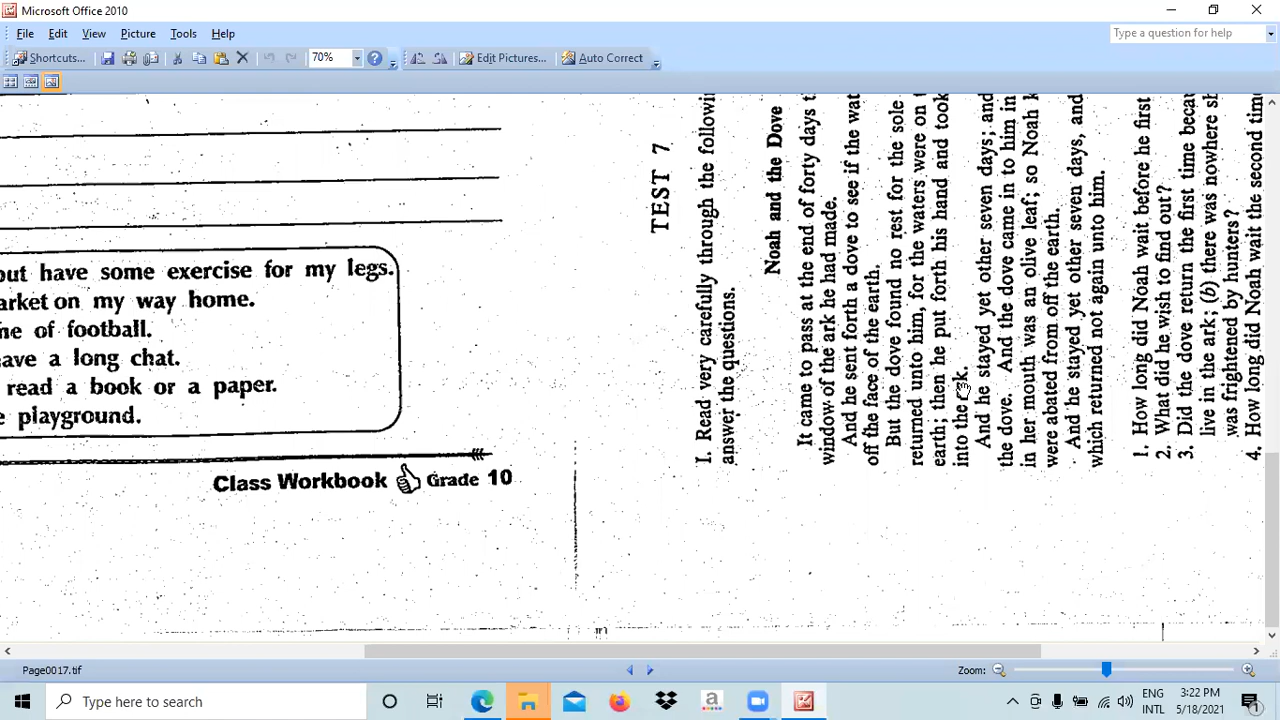 Microsoft Office 2010
File Edit View Picture Tools Help
Type a question for help
Shortcuts... 70% Edit Pictures... Auto Correct
out have some exercise for my legs.
arket on my way home.
ne of football.
ave a long chat.
read a book or a paper.
playground.
Class Workbook Grade 10
TEST 7
I. Read very carefully through the followin
answer the questions.
Noah and the Dove
It came to pass at the end of forty days t
window of the ark he had made.
And he sent forth a dove to see if the wat
off the face of the earth.
But the dove found no rest for the sole
returned unto him, for the waters were on t
earth; then he put forth his hand and took
into the
And he stayed yet other seven days; and
the dove. And the dove came in to him in
in her mouth was an olive leaf; so Noah k
were abated from off the earth.
And he stayed yet other seven days, and
which returned not again unto him.
1. How long did Noah wait before he first
2. What did he wish to find out?
3. Did the dove return the first time becau
live in the ark; (b) there was nowhere sh
was frightened by hunters?
4. How long did Noah wait the second tim
Page0017.tif
Zoom:
Type here to search
ENG
INTL
3:22 PM
5/18/2021